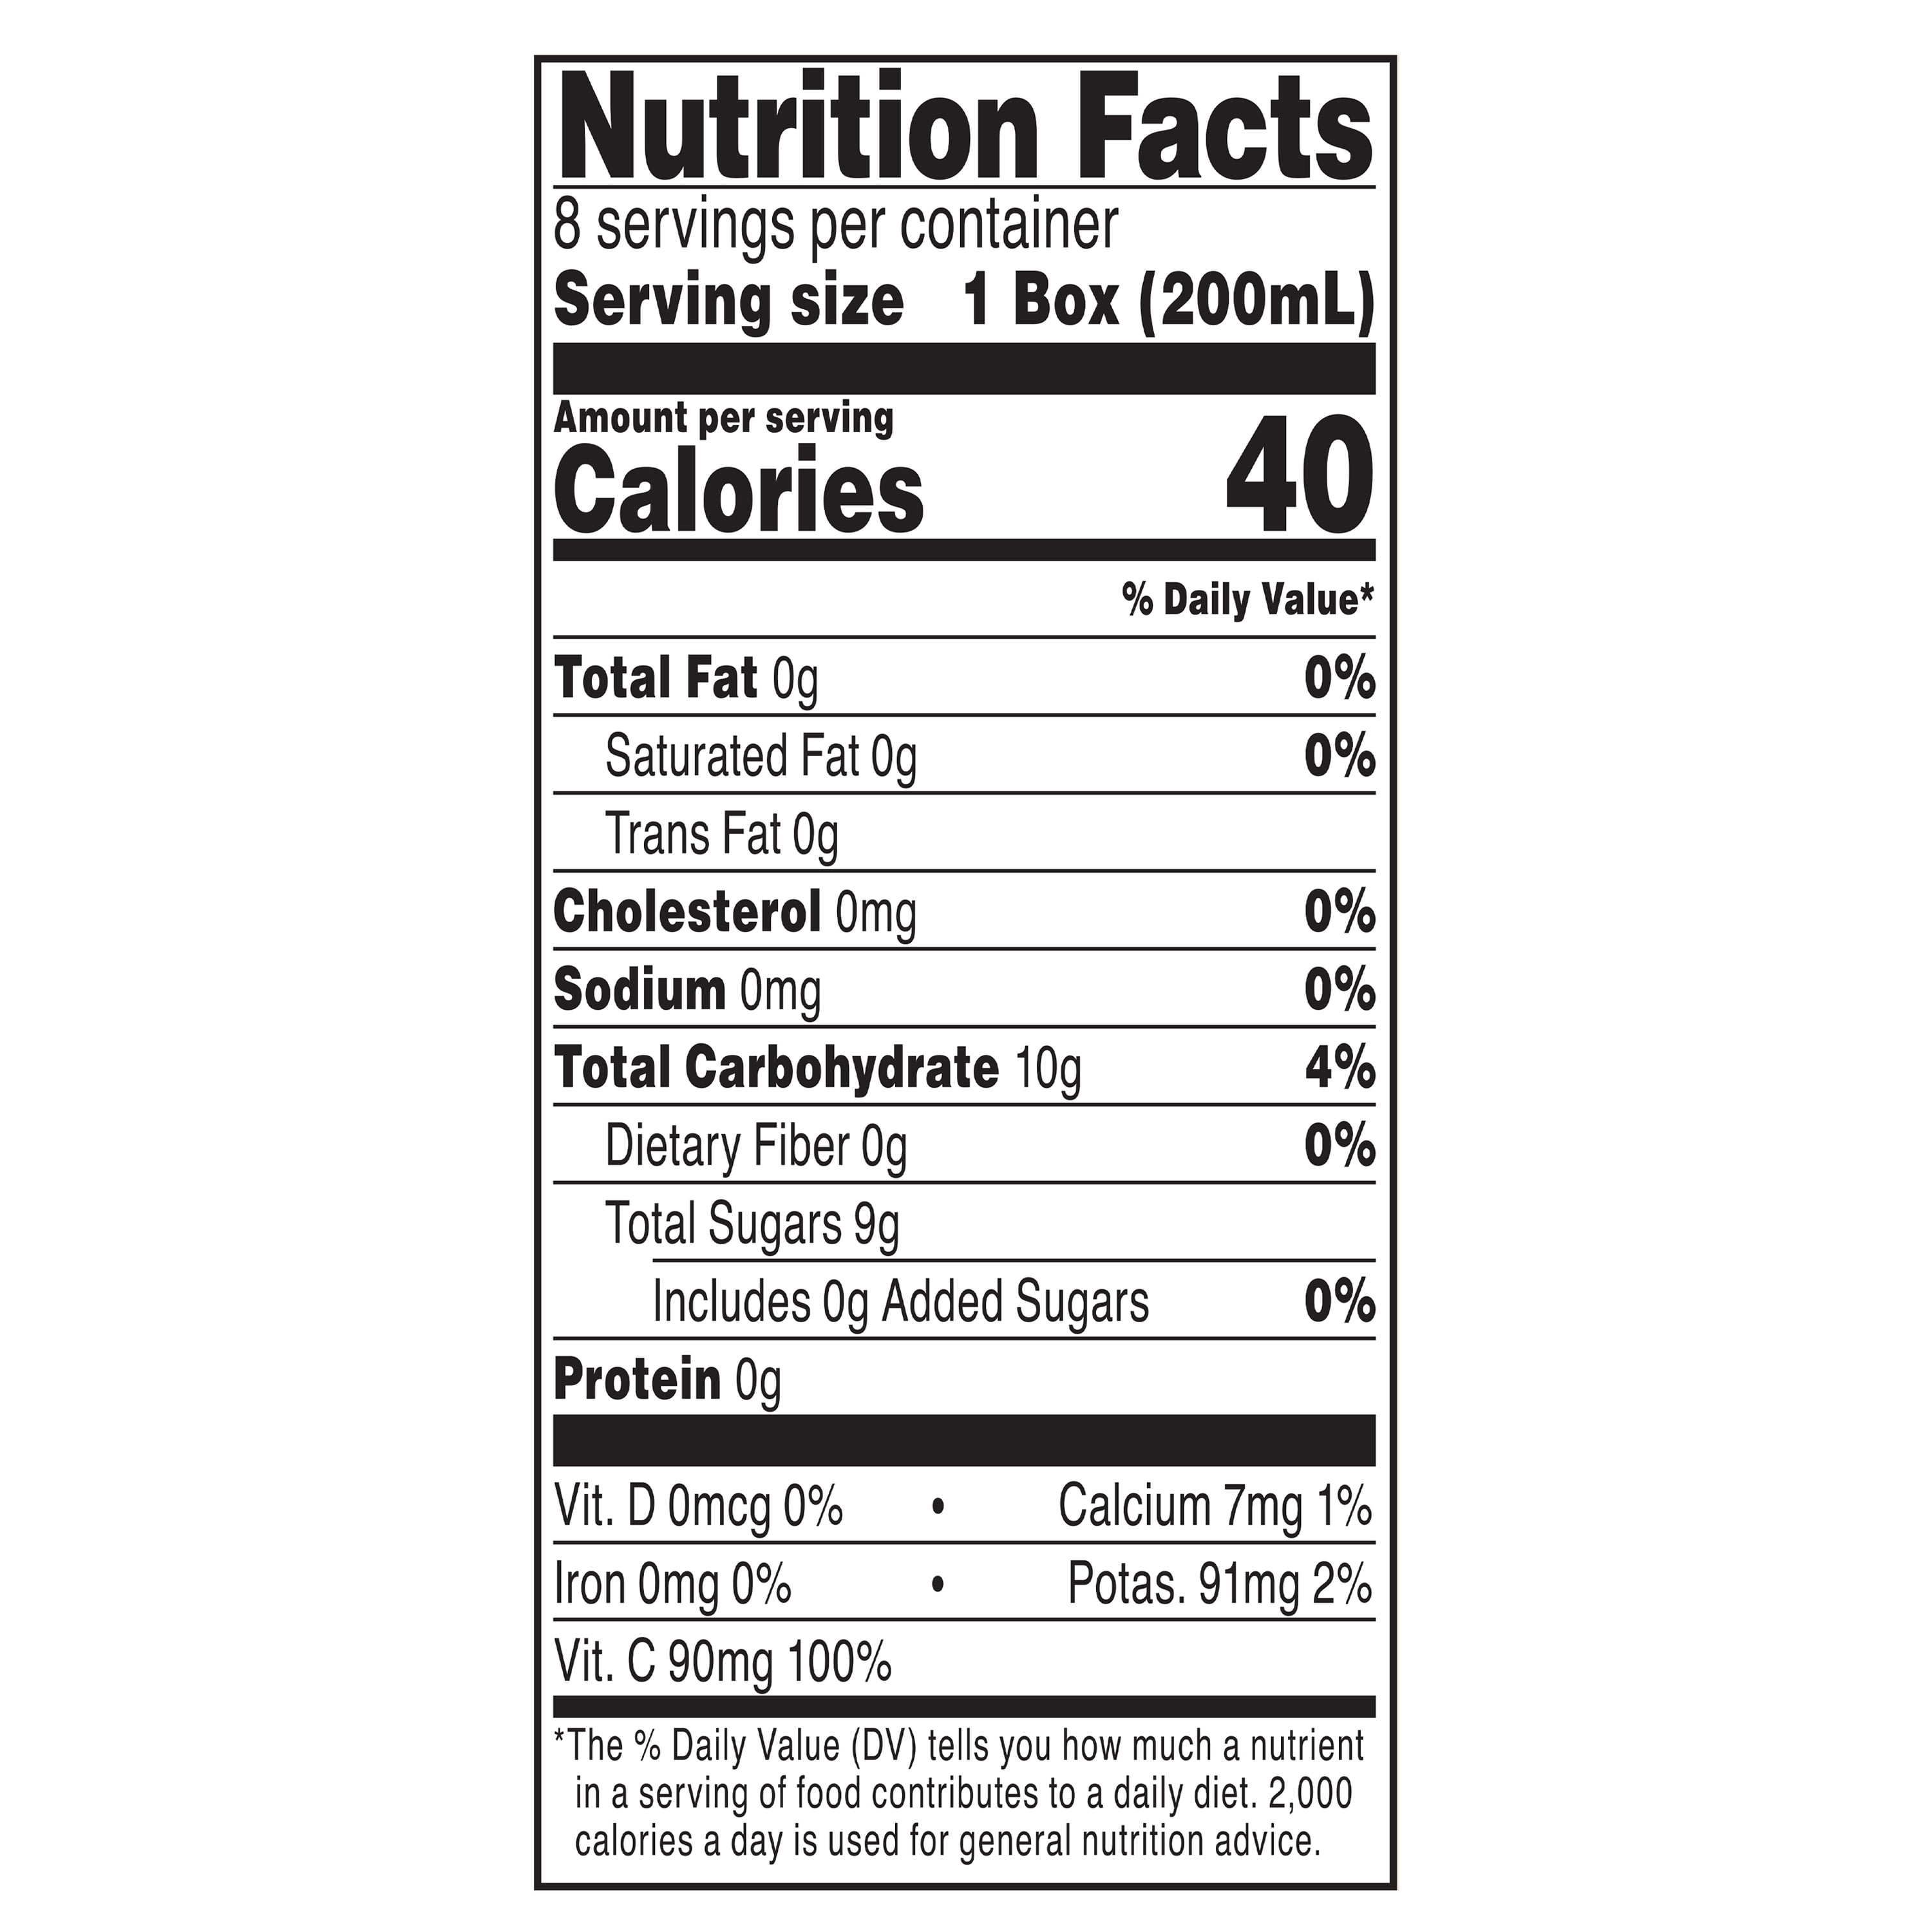 Nutrition Facts
8 servings per container
Serving size 1 Box (200mL)
Amount per serving
Calories 40
% Daily Value*
Total Fat 0g 0%
Saturated Fat 0g 0%
Trans Fat 0g
Cholesterol 0mg 0%
Sodium 0mg 0%
Total Carbohydrate 10g 4%
Dietary Fiber 0g 0%
Total Sugars 9g
Includes 0g Added Sugars 0%
Protein 0g
Vit. D 0mcg 0% • Calcium 7mg 1%
Iron 0mg 0% • Potas. 91mg 2%
Vit. C 90mg 100%
*The % Daily Value (DV) tells you how much a nutrient
in a serving of food contributes to a daily diet. 2,000
calories a day is used for general nutrition advice.